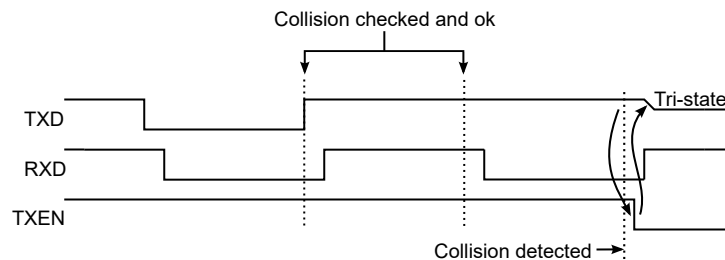 Collision checked and ok
Tri-state
TXD
RXD
TXEN
Collision detected